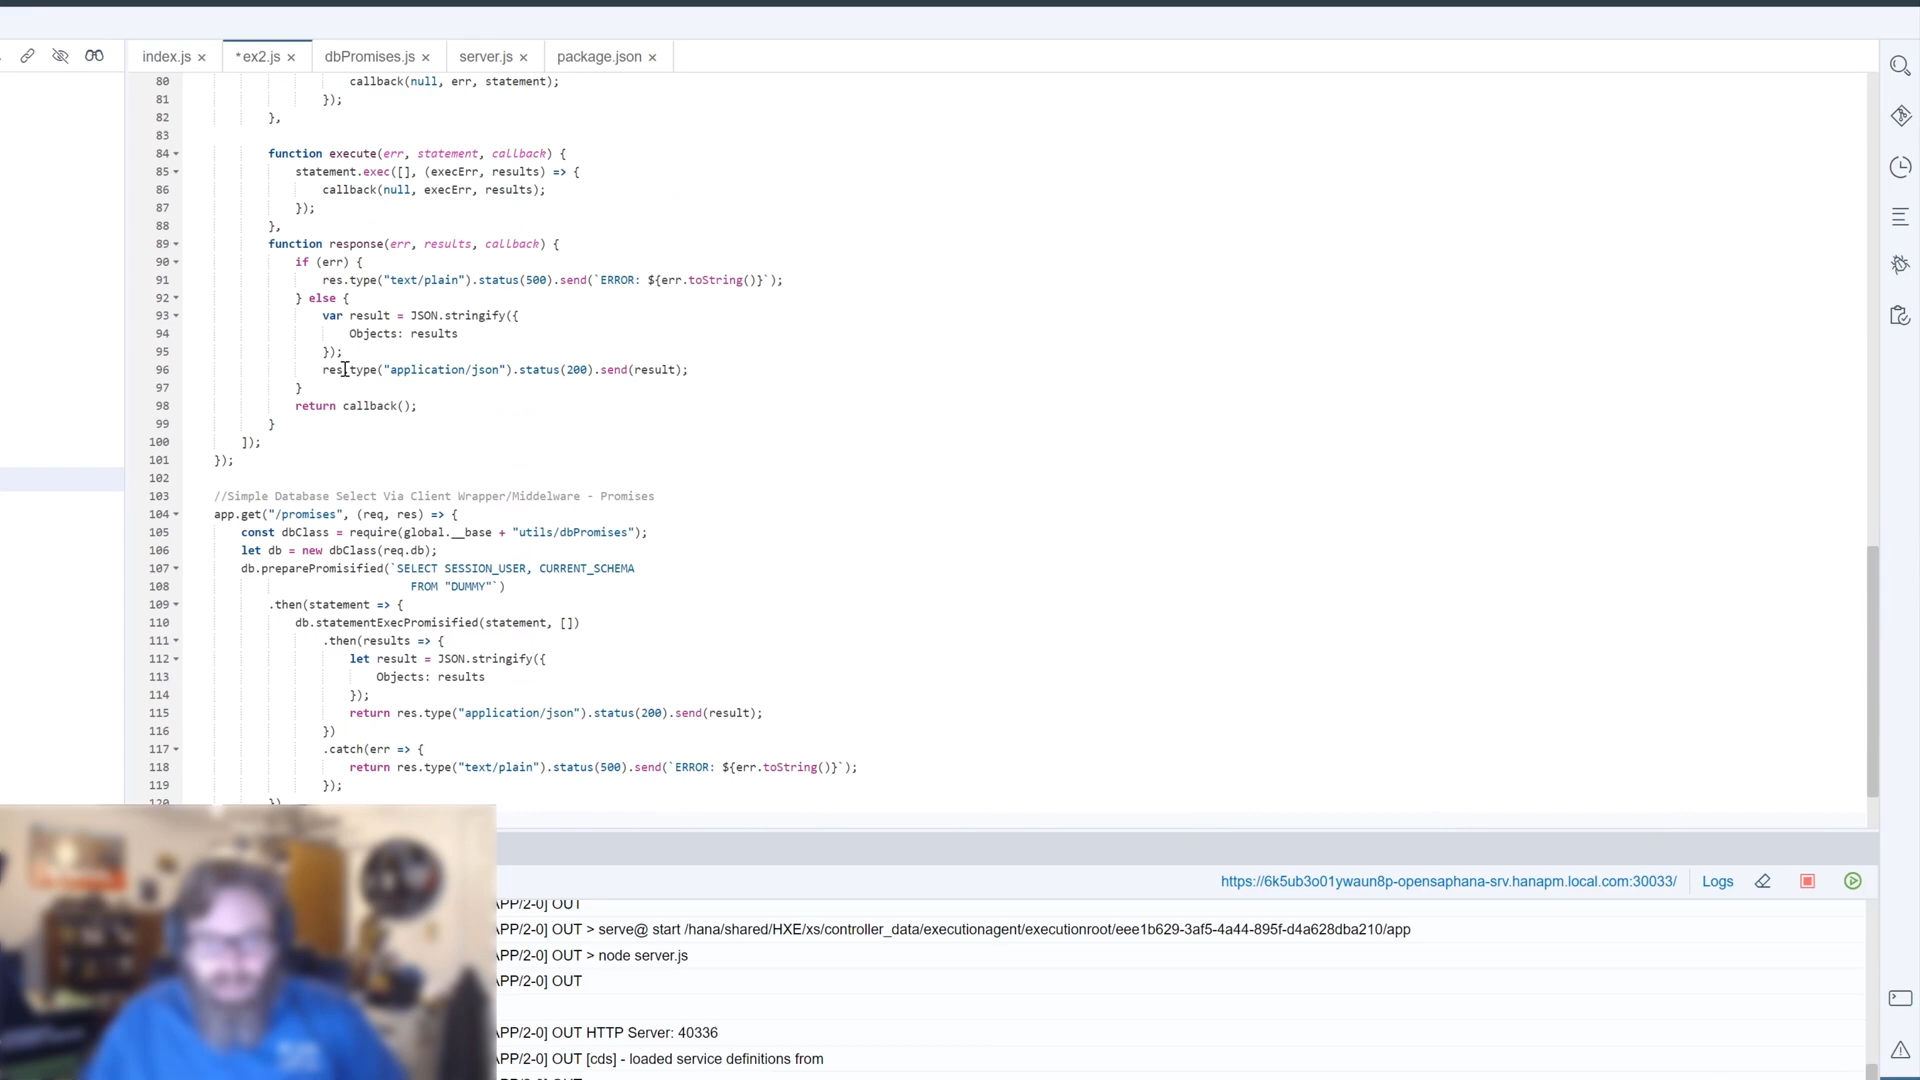 index.js ×
*ex2.js ×
dbPromises.js ×
server.js ×
package.json ×
80 callback(null, err, statement);
81 });
82 },
83
84 function execute(err, statement, callback) {
85 statement.exec([], (execErr, results) => {
86 callback(null, execErr, results);
87 });
88 },
89 function response(err, results, callback) {
90 if (err) {
91 res.type("text/plain").status(500).send(`ERROR: ${err.toString()}`);
92 } else {
93 var result = JSON.stringify({
94 Objects: results
95 });
96 res.type("application/json").status(200).send(result);
97 }
98 return callback();
99 }
100 ]);
101 });
102
103 //Simple Database Select Via Client Wrapper/Middelware - Promises
104 app.get("/promises", (req, res) => {
105 const dbClass = require(global.__base + "utils/dbPromises");
106 let db = new dbClass(req.db);
107 db.preparePromisified(`SELECT SESSION_USER, CURRENT_SCHEMA
108 FROM "DUMMY"`)
109 .then(statement => {
110 db.statementExecPromisified(statement, [])
111 .then(results => {
112 let result = JSON.stringify({
113 Objects: results
114 });
115 return res.type("application/json").status(200).send(result);
116 })
117 .catch(err => {
118 return res.type("text/plain").status(500).send(`ERROR: ${err.toString()}`);
119 });
120 })
https://6k5ub3o01ywaun8p-opensaphana-srv.hanapm.local.com:30033/ Logs
APP/2-0] OUT
APP/2-0] OUT > serve@ start /hana/shared/HXE/xs/controller_data/executionagent/executionroot/eee1b629-3af5-4a44-895f-d4a628dba210/app
APP/2-0] OUT > node server.js
APP/2-0] OUT
APP/2-0] OUT HTTP Server: 40336
APP/2-0] OUT [cds] - loaded service definitions from